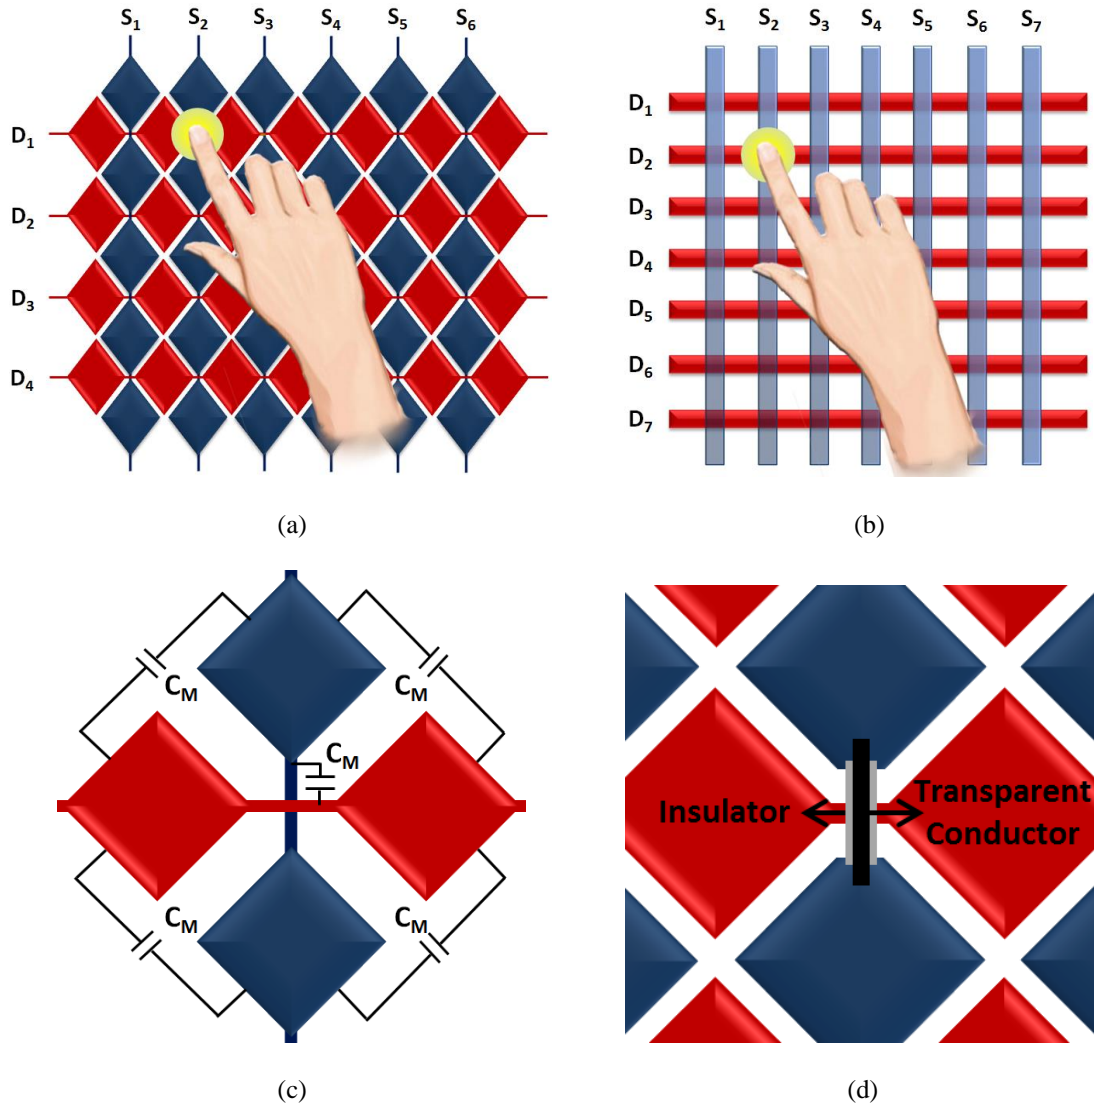 S1 S2 S3 S4 S5 S6
D1
D2
D3
D4
(a)
S1 S2 S3 S4 S5 S6 S7
D1
D2
D3
D4
D5
D6
D7
(b)
CM CM
CM
CM CM
(c)
Insulator
Transparent
Conductor
(d)